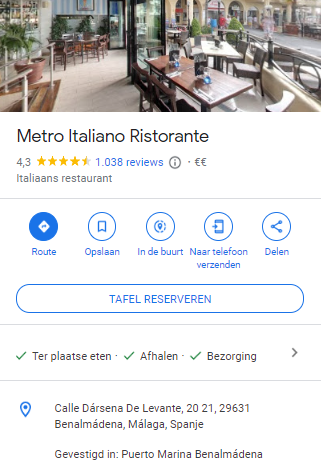 Metro Italiano Ristorante
4,3 1.038 reviews · €€
Italiaans restaurant
Route Opslaan In de buurt Naar telefoon verzenden Delen
TAFEL RESERVEREN
Ter plaatse eten · Afhalen · Bezorging
Calle Dársena De Levante, 20 21, 29631
Benalmádena, Málaga, Spanje
Gevestigd in: Puerto Marina Benalmádena